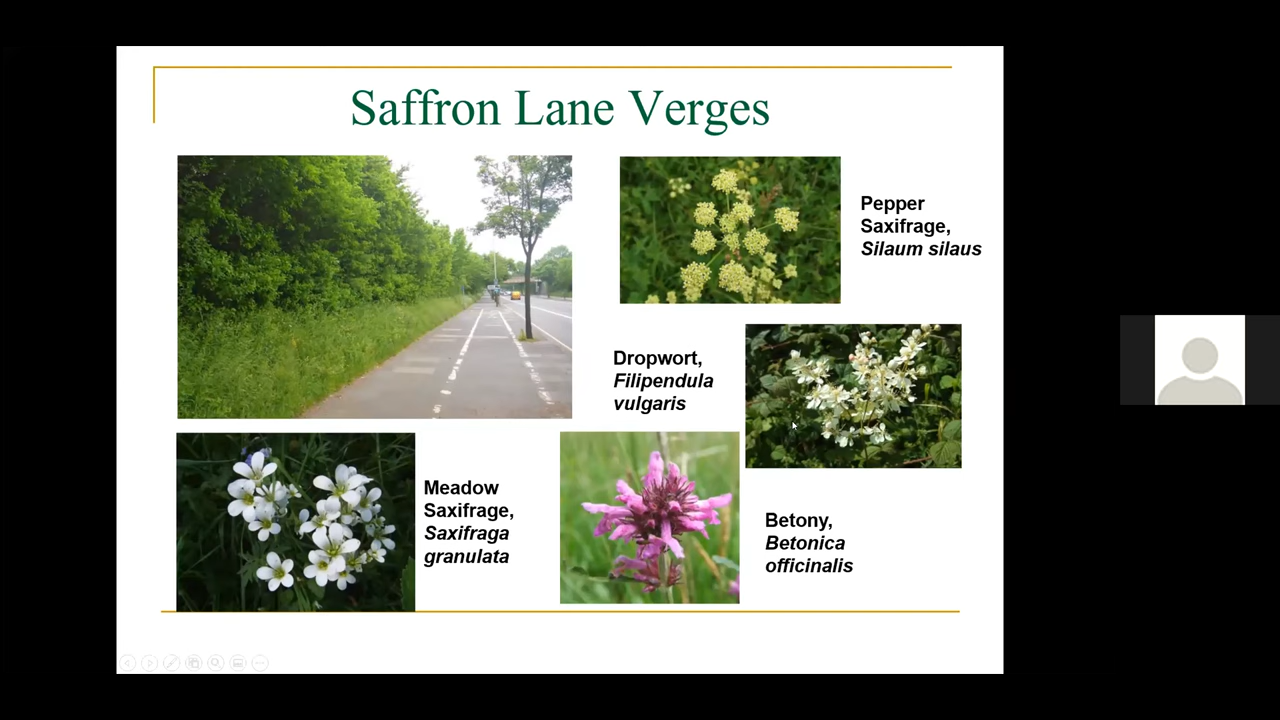 Saffron Lane Verges
Pepper
Saxifrage,
Silaum silaus
Dropwort,
Filipendula
vulgaris
Meadow
Saxifrage,
Saxifraga
granulata
Betony,
Betonica
officinalis